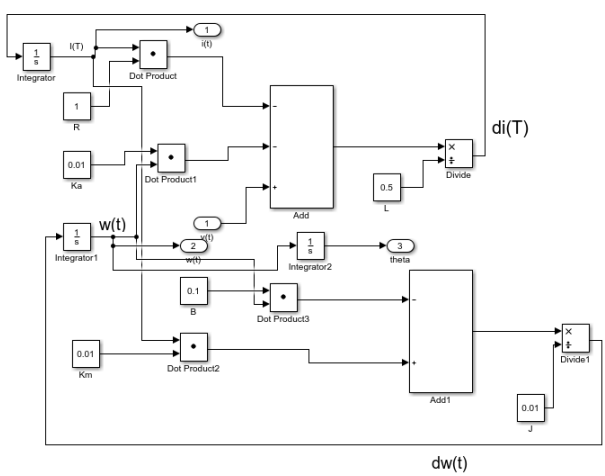 1
i(t)
I(T)
1
s
Integrator
Dot Product
1
R
di(T)
0.01
Ka
Dot Product1
Add
Divide
0.5
L
1
v(t)
w(t)
1
s
Integrator1
2
w(t)
1
s
Integrator2
3
theta
0.1
B
Dot Product3
0.01
Km
Dot Product2
Add1
Divide1
0.01
J
dw(t)